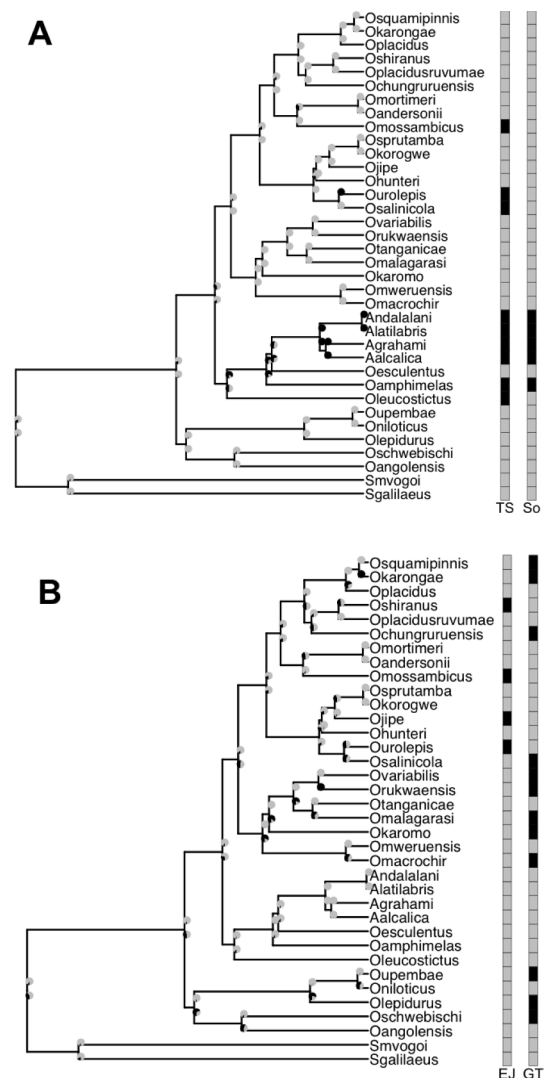 A
Osquamipinnis
Okarongae
Oplacidus
Oshiranus
Oplacidusruvumae
Ochungruruensis
Omortimeri
Oandersonii
Omossambicus
Osprutamba
Okorogwe
Ojipe
Ohunteri
Ourolepis
Osalinicola
Ovariabilis
Orukwaensis
Otanganicae
Omalagarasi
Okaromo
Omweruensis
Omacrochir
Andalalani
Alatilabris
Agrahami
Aalcalica
Oesculentus
Oamphimelas
Oleucostictus
Oupembae
Oniloticus
Olepidurus
Oschwebischi
Oangolensis
Smvogoi
Sgalilaeus
TS So
B
Osquamipinnis
Okarongae
Oplacidus
Oshiranus
Oplacidusruvumae
Ochungruruensis
Omortimeri
Oandersonii
Omossambicus
Osprutamba
Okorogwe
Ojipe
Ohunteri
Ourolepis
Osalinicola
Ovariabilis
Orukwaensis
Otanganicae
Omalagarasi
Okaromo
Omweruensis
Omacrochir
Andalalani
Alatilabris
Agrahami
Aalcalica
Oesculentus
Oamphimelas
Oleucostictus
Oupembae
Oniloticus
Olepidurus
Oschwebischi
Oangolensis
Smvogoi
Sgalilaeus
EJ GT